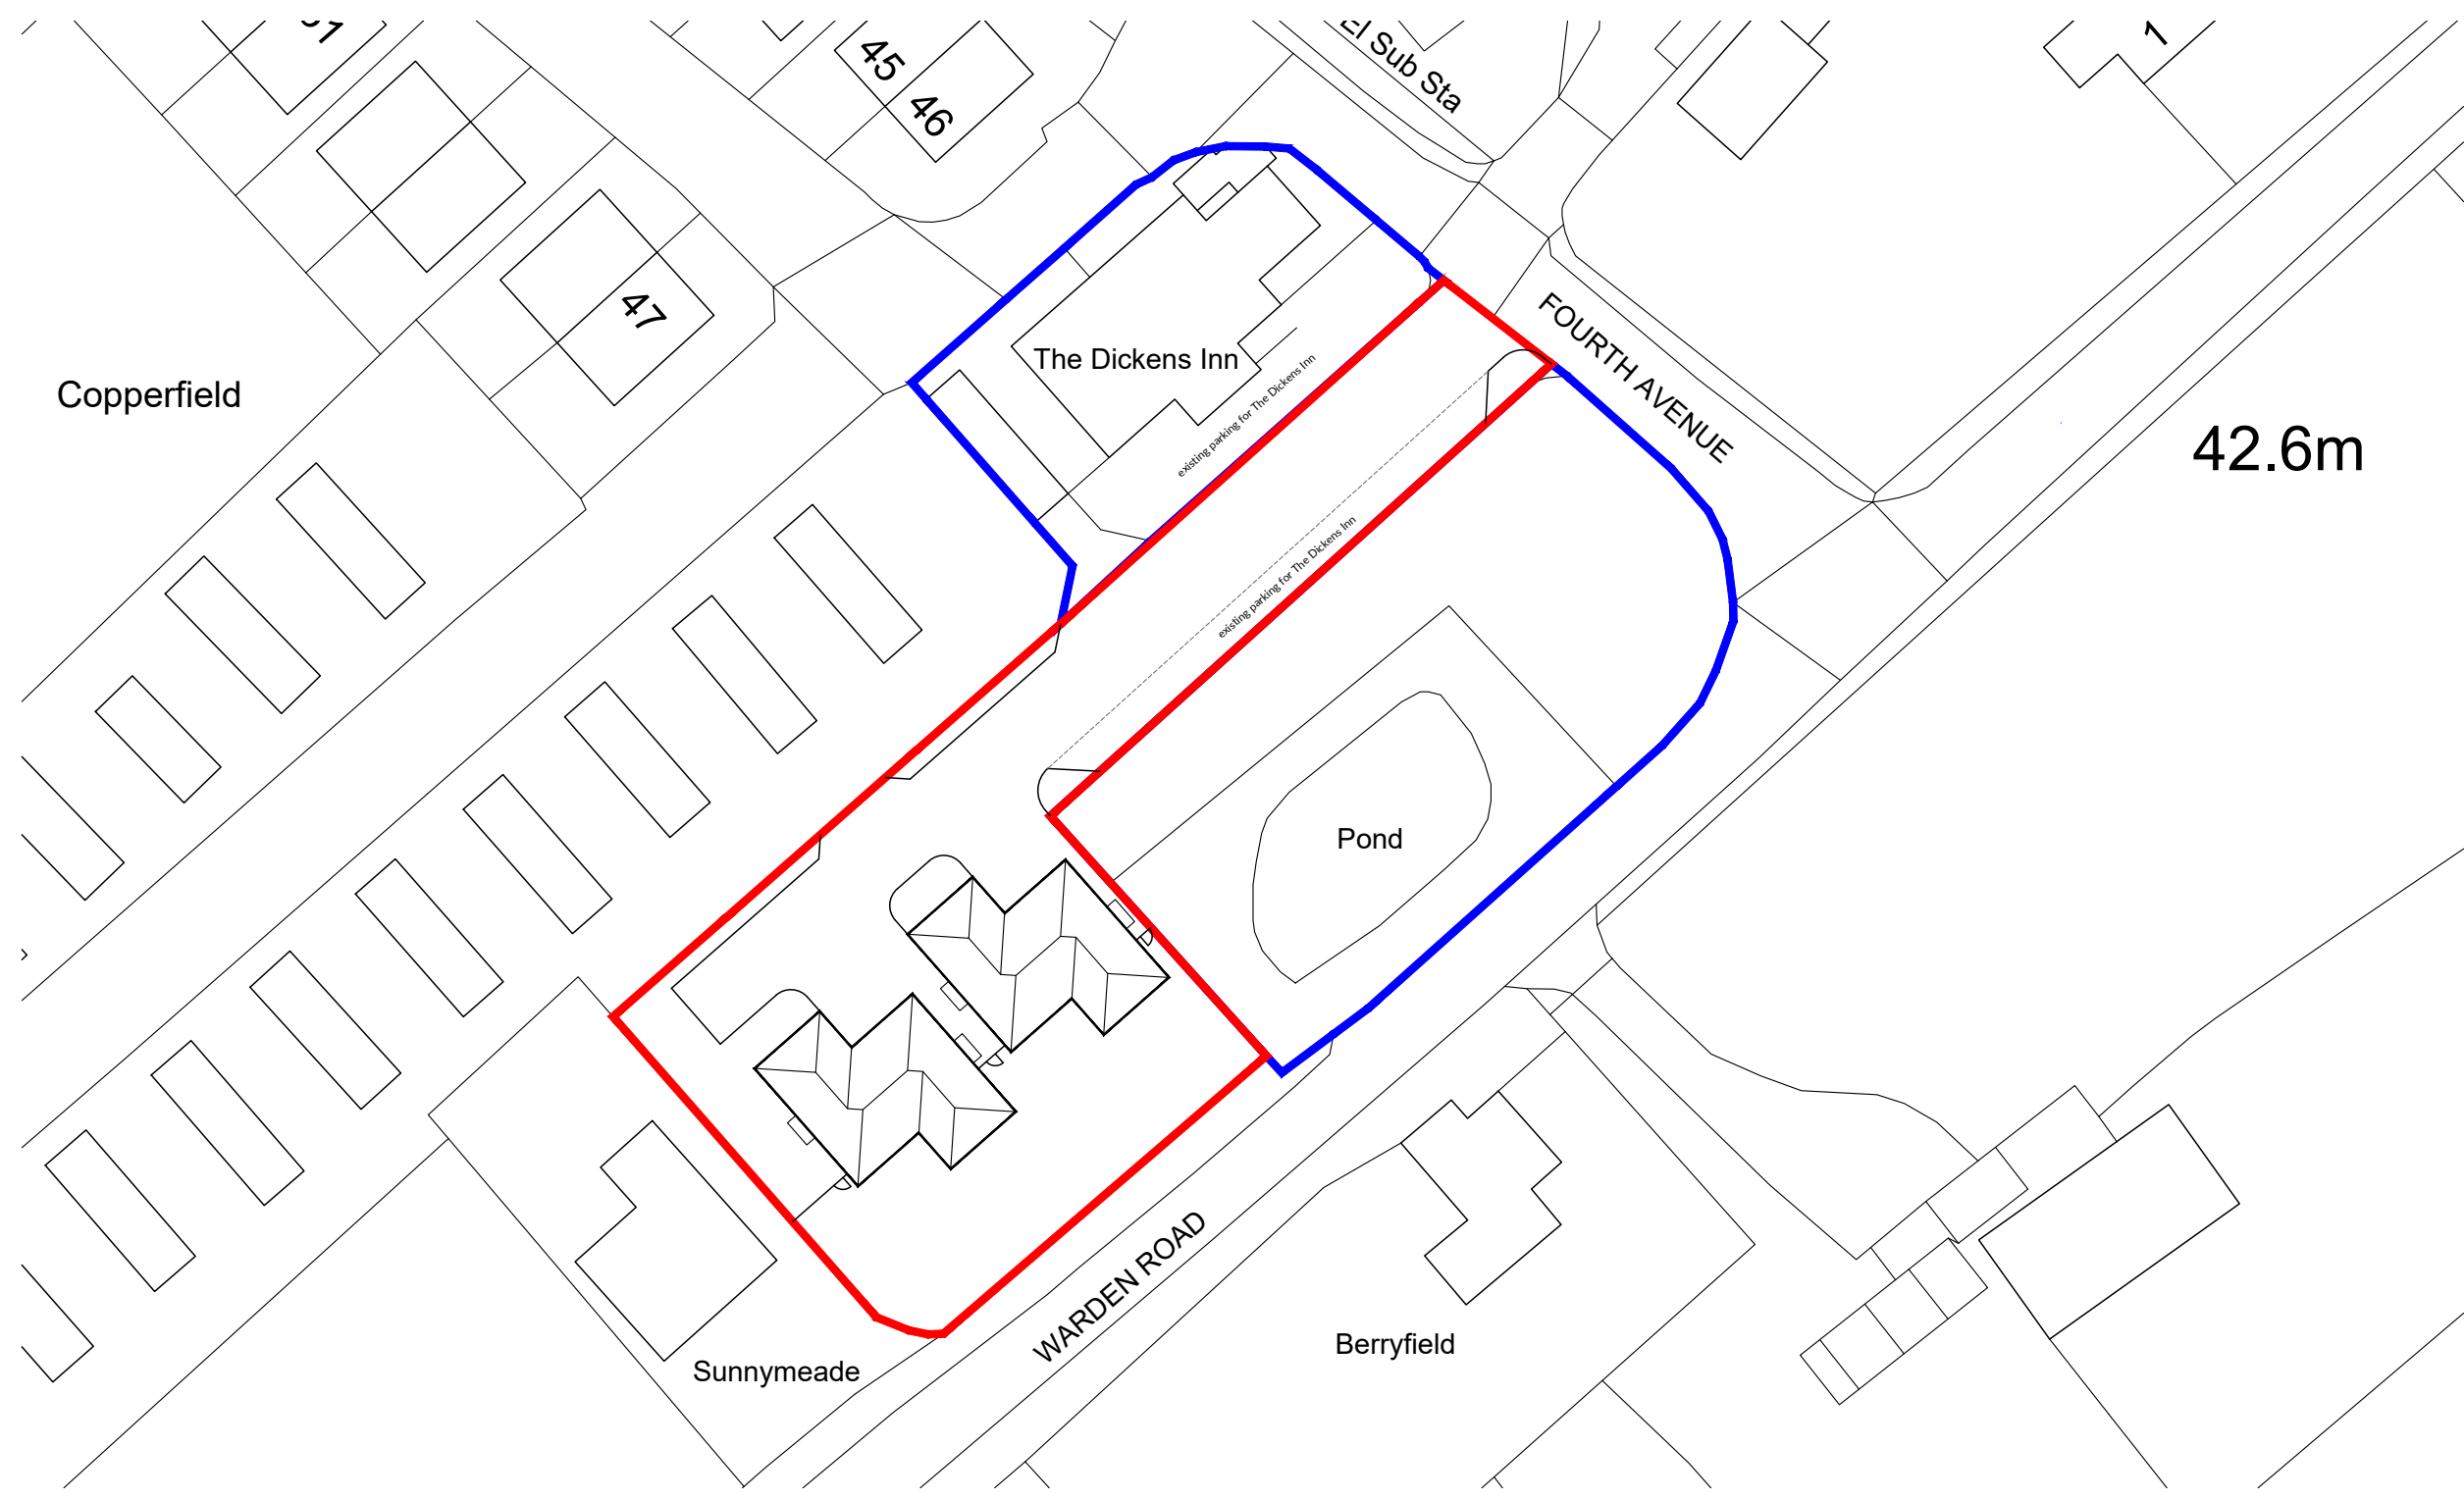 45
46
El Sub Sta
1
47
FOURTH AVENUE
The Dickens Inn
Copperfield
existing parking for The Dickens Inn
42.6m
existing parking for The Dickens Inn
Pond
WARDEN ROAD
Berryfield
Sunnymeade